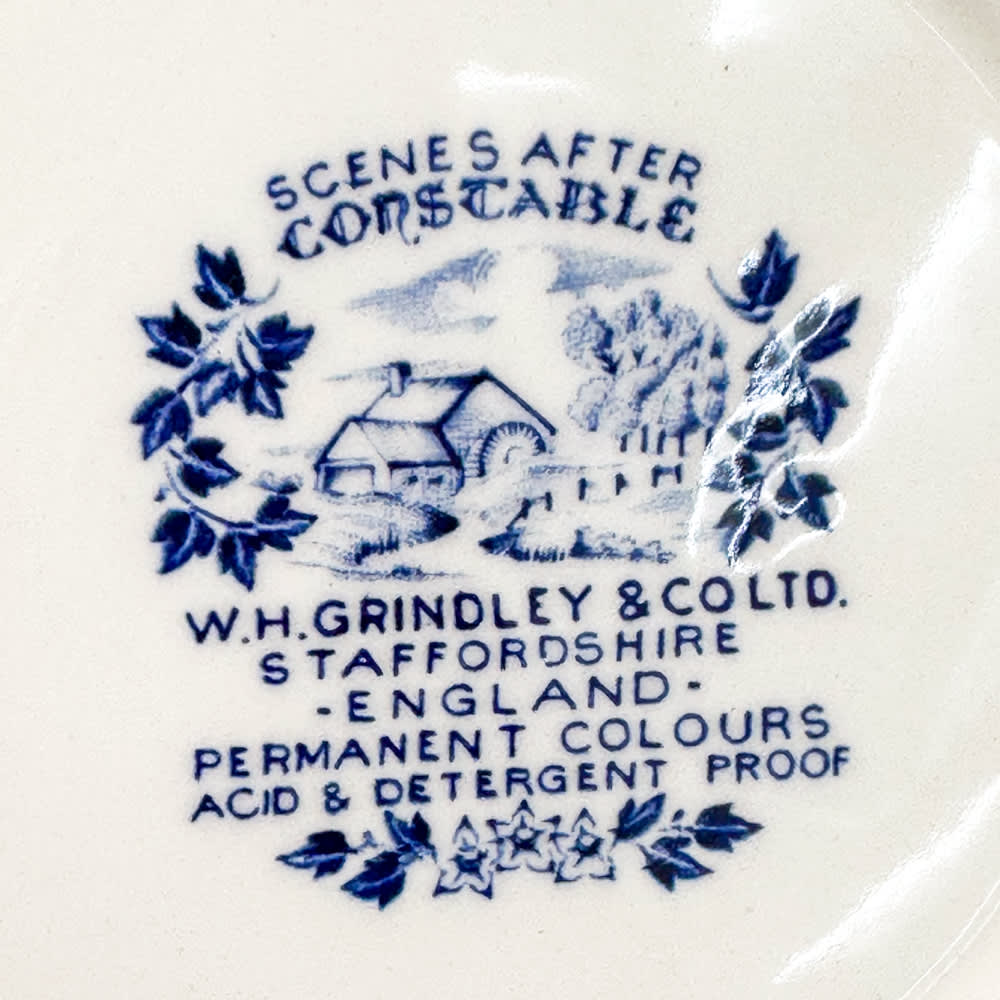 SCENES AFTER
CONSTABLE
W.H.GRINDLEY & CO LTD.
STAFFORDSHIRE
-ENGLAND-
PERMANENT COLOURS
ACID & DETERGENT PROOF